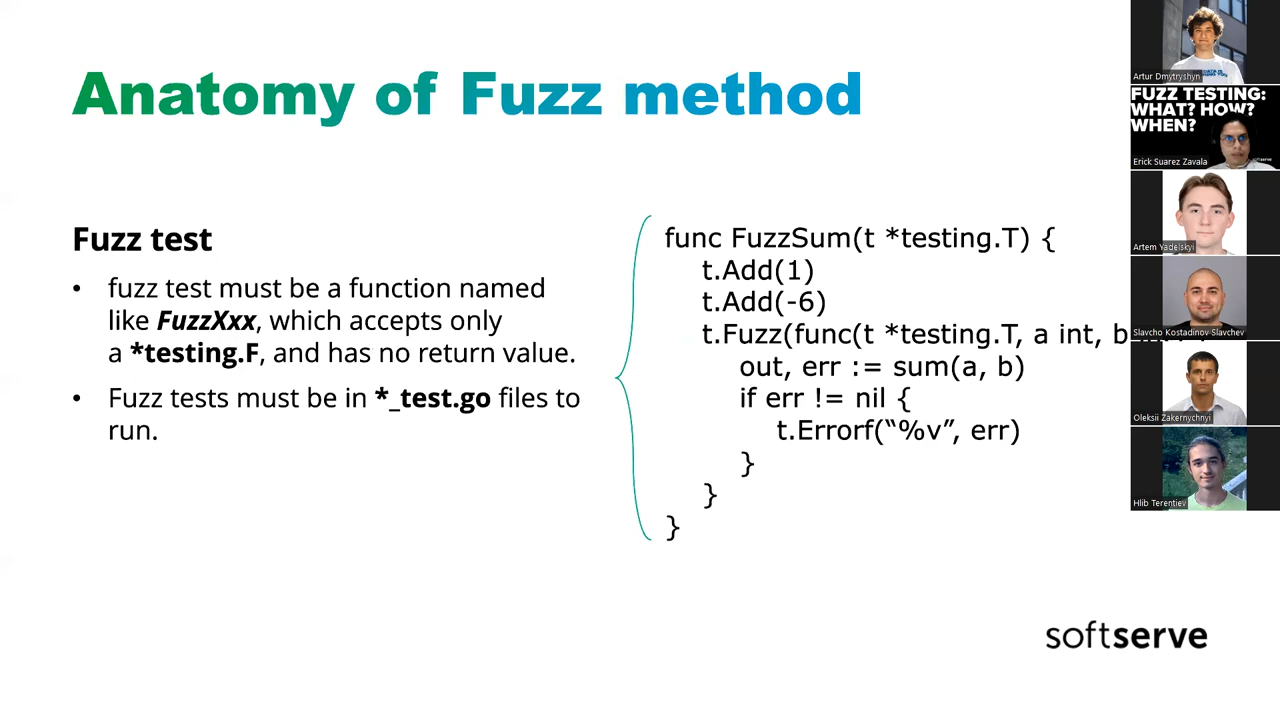 Anatomy of Fuzz method
Fuzz test
• fuzz test must be a function named
like FuzzXxx, which accepts only
a *testing.F, and has no return value.
• Fuzz tests must be in *_test.go files to
run.
func FuzzSum(t *testing.T) {
t.Add(1)
t.Add(-6)
t.Fuzz(func(t *testing.T, a int, b
out, err := sum(a, b)
if err != nil {
t.Errorf(“%v”, err)
}
}
}
softserve
Artur Dmytryshyn
FUZZ TESTING:
WHAT? HOW?
WHEN?
softserve
Erick Suarez Zavala
Artem Yadelskyi
Slavcho Kostadinov Slavchev
Oleksii Zakernychnyi
Hlib Terentiev